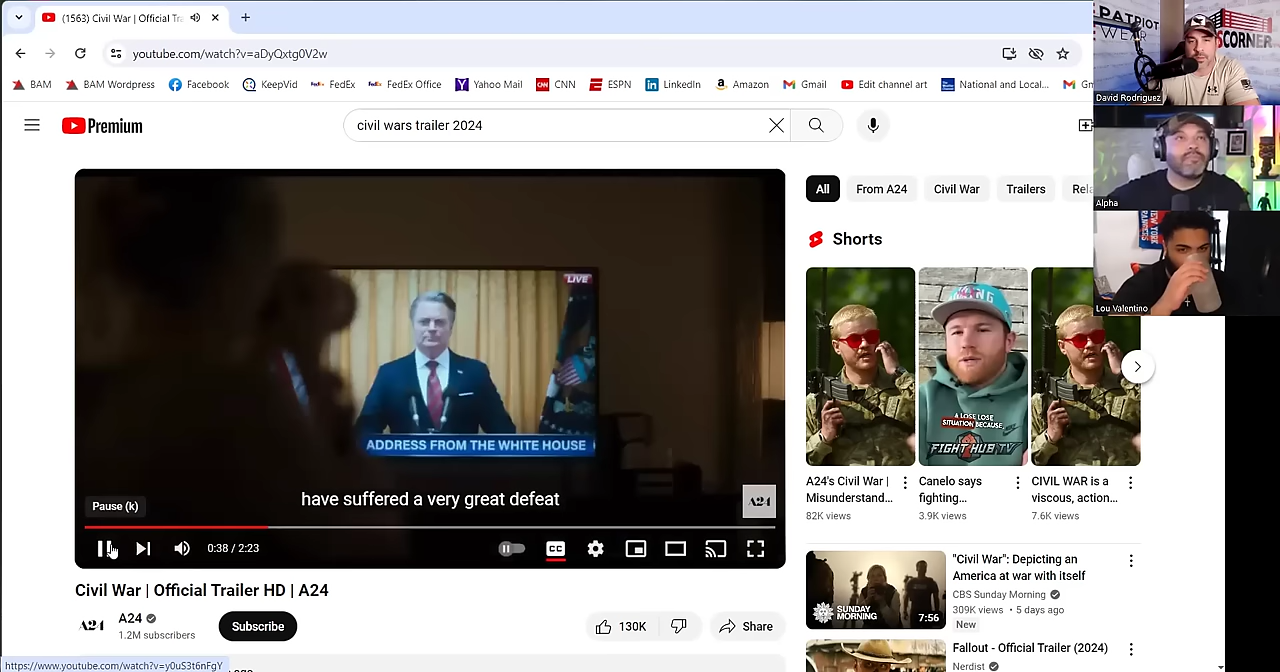 (1563) Civil War | Official Tr
youtube.com/watch?v=aDyQxtg0V2w
BAM
BAM Wordpress
Facebook
KeepVid
FedEx
FedEx Office
Yahoo Mail
CNN
ESPN
LinkedIn
Amazon
Gmail
Edit channel art
National and Local...
Premium
civil wars trailer 2024
All
From A24
Civil War
Trailers
Shorts
LIVE
ADDRESS FROM THE WHITE HOUSE
have suffered a very great defeat
Pause (k)
A24
0:38 / 2:23
CC
Civil War | Official Trailer HD | A24
A24
A24
1.2M subscribers
Subscribe
130K
Share
https://www.youtube.com/watch?v=y0uS3t6nFgY
A LOSE LOSE
SITUATION BECAUSE
FIGHT HUB TV
A24's Civil War |
Misunderstand...
82K views
Canelo says
fighting...
3.9K views
CIVIL WAR is a
viscous, action...
7.6K views
SUNDAY
MORNING
7:56
"Civil War": Depicting an
America at war with itself
CBS Sunday Morning
309K views • 5 days ago
New
Fallout - Official Trailer (2024)
Nerdist
PATRIOT
WEAR
CORNER
David Rodriguez
Alpha
NEW YORK
Lou Valentino